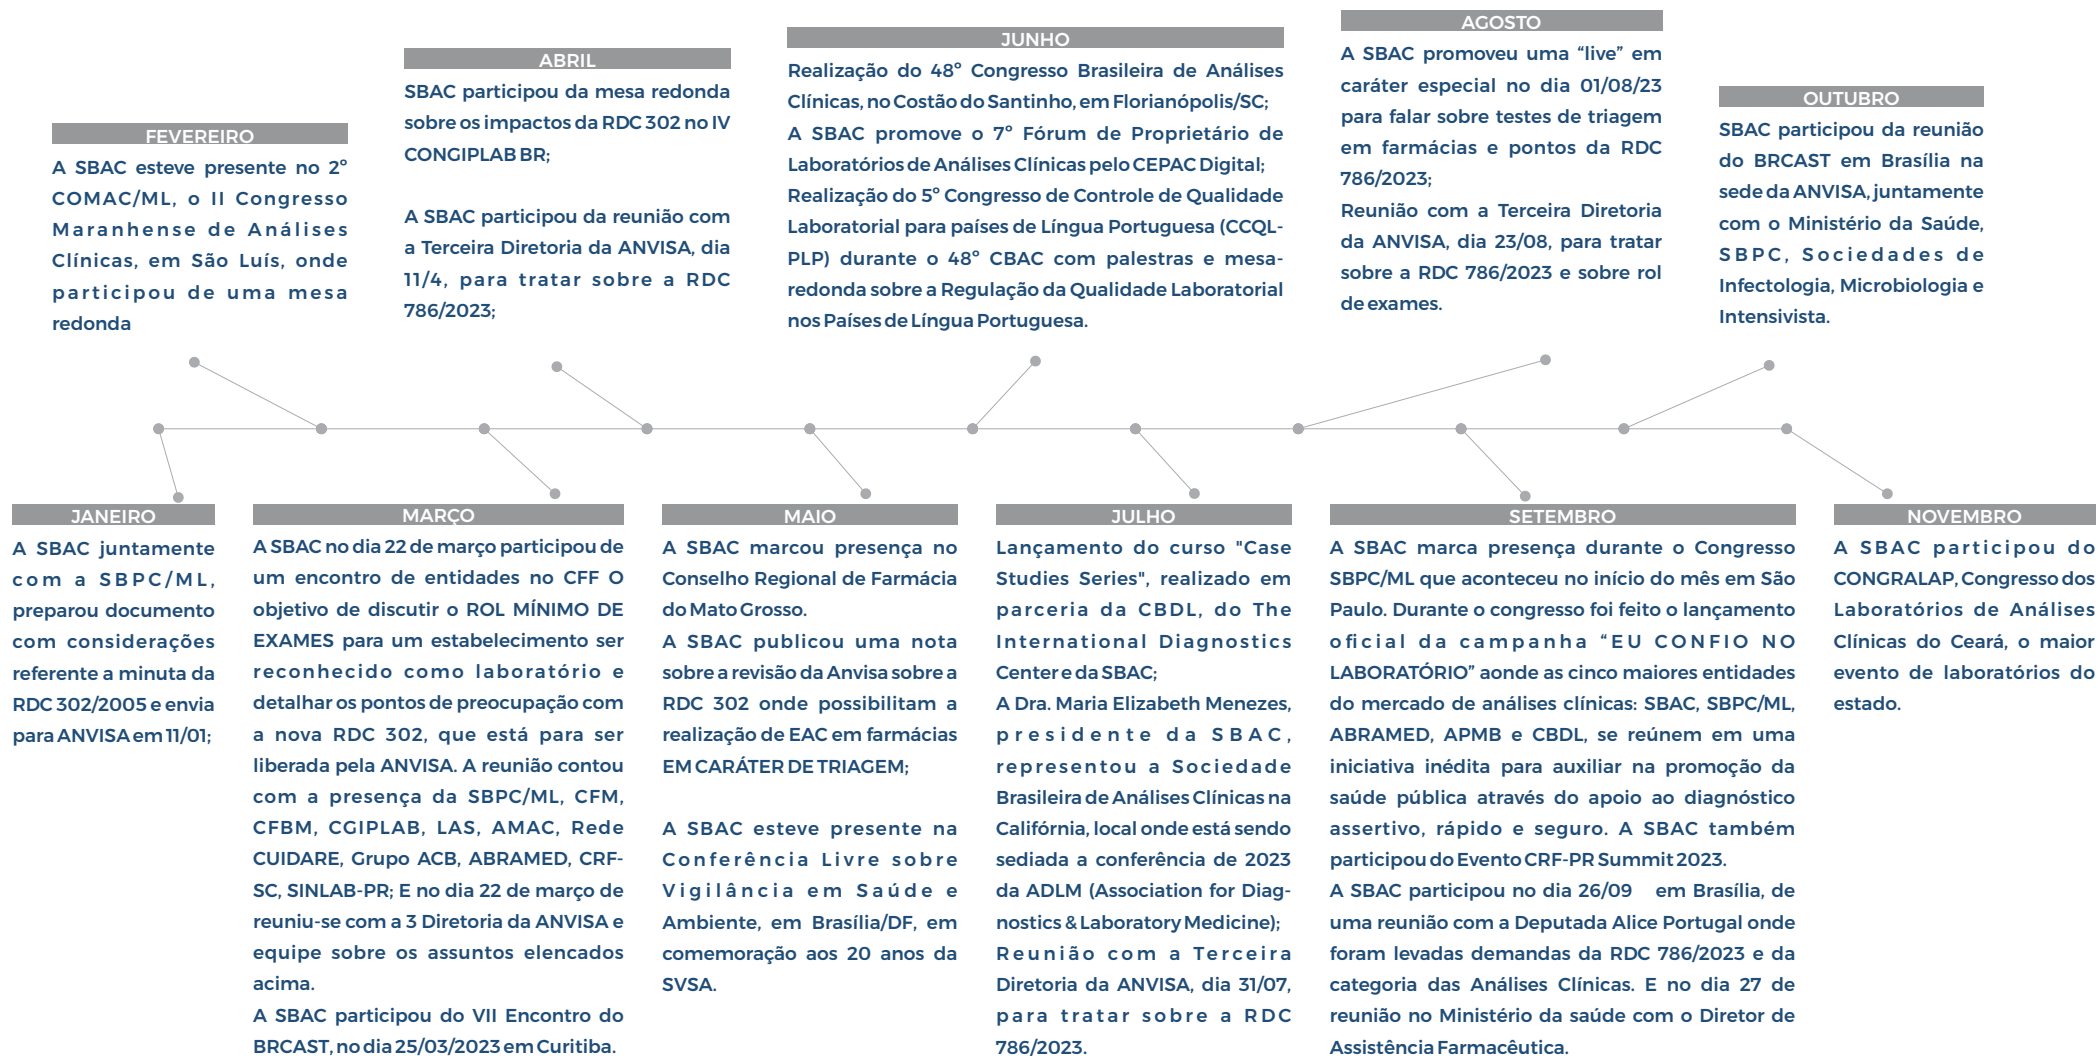 FEVEREIRO
A SBAC esteve presente no 2º
COMAC/ML, o II Congresso
Maranhense de Análises
Clínicas, em São Luís, onde
participou de uma mesa
redonda
ABRIL
SBAC participou da mesa redonda
sobre os impactos da RDC 302 no IV
CONGIPLAB BR;
A SBAC participou da reunião com
a Terceira Diretoria da ANVISA, dia
11/4, para tratar sobre a RDC
786/2023;
JUNHO
Realização do 48º Congresso Brasileira de Análises
Clínicas, no Costão do Santinho, em Florianópolis/SC;
A SBAC promove o 7º Fórum de Proprietário de
Laboratórios de Análises Clínicas pelo CEPAC Digital;
Realização do 5º Congresso de Controle de Qualidade
Laboratorial para países de Língua Portuguesa (CCQL-
PLP) durante o 48º CBAC com palestras e mesa-
redonda sobre a Regulação da Qualidade Laboratorial
nos Países de Língua Portuguesa.
AGOSTO
A SBAC promoveu uma “live” em
caráter especial no dia 01/08/23
para falar sobre testes de triagem
em farmácias e pontos da RDC
786/2023;
Reunião com a Terceira Diretoria
da ANVISA, dia 23/08, para tratar
sobre a RDC 786/2023 e sobre rol
de exames.
OUTUBRO
SBAC participou da reunião
do BRCAST em Brasília na
sede da ANVISA, juntamente
com o Ministério da Saúde,
SBPC, Sociedades de
Infectologia, Microbiologia e
Intensivista.
JANEIRO
A SBAC juntamente
com a SBPC/ML,
preparou documento
com considerações
referente a minuta da
RDC 302/2005 e envia
para ANVISA em 11/01;
MARÇO
A SBAC no dia 22 de março participou de
um encontro de entidades no CFF O
objetivo de discutir o ROL MÍNIMO DE
EXAMES para um estabelecimento ser
reconhecido como laboratório e
detalhar os pontos de preocupação com
a nova RDC 302, que está para ser
liberada pela ANVISA. A reunião contou
com a presença da SBPC/ML, CFM,
CFBM, CGIPLAB, LAS, AMAC, Rede
CUIDARE, Grupo ACB, ABRAMED, CRF-
SC, SINLAB-PR; E no dia 22 de março de
reuniu-se com a 3 Diretoria da ANVISA e
equipe sobre os assuntos elencados
acima.
A SBAC participou do VII Encontro do
BRCAST, no dia 25/03/2023 em Curitiba.
MAIO
A SBAC marcou presença no
Conselho Regional de Farmácia
do Mato Grosso.
A SBAC publicou uma nota
sobre a revisão da Anvisa sobre a
RDC 302 onde possibilitam a
realização de EAC em farmácias
EM CARÁTER DE TRIAGEM;
A SBAC esteve presente na
Conferência Livre sobre
Vigilância em Saúde e
Ambiente, em Brasília/DF, em
comemoração aos 20 anos da
SVSA.
JULHO
Lançamento do curso "Case
Studies Series", realizado em
parceria da CBDL, do The
International Diagnostics
Center e da SBAC;
A Dra. Maria Elizabeth Menezes,
presidente da SBAC,
representou a Sociedade
Brasileira de Análises Clínicas na
Califórnia, local onde está sendo
sediada a conferência de 2023
da ADLM (Association for Diag-
nostics & Laboratory Medicine);
Reunião com a Terceira
Diretoria da ANVISA, dia 31/07,
para tratar sobre a RDC
786/2023.
SETEMBRO
A SBAC marca presença durante o Congresso
SBPC/ML que aconteceu no início do mês em São
Paulo. Durante o congresso foi feito o lançamento
oficial da campanha “EU CONFIO NO
LABORATÓRIO” aonde as cinco maiores entidades
do mercado de análises clínicas: SBAC, SBPC/ML,
ABRAMED, APMB e CBDL, se reúnem em uma
iniciativa inédita para auxiliar na promoção da
saúde pública através do apoio ao diagnóstico
assertivo, rápido e seguro. A SBAC também
participou do Evento CRF-PR Summit 2023.
A SBAC participou no dia 26/09 em Brasília, de
uma reunião com a Deputada Alice Portugal onde
foram levadas demandas da RDC 786/2023 e da
categoria das Análises Clínicas. E no dia 27 de
reunião no Ministério da saúde com o Diretor de
Assistência Farmacêutica.
NOVEMBRO
A SBAC participou do
CONGRALAP, Congresso dos
Laboratórios de Análises
Clínicas do Ceará, o maior
evento de laboratórios do
estado.